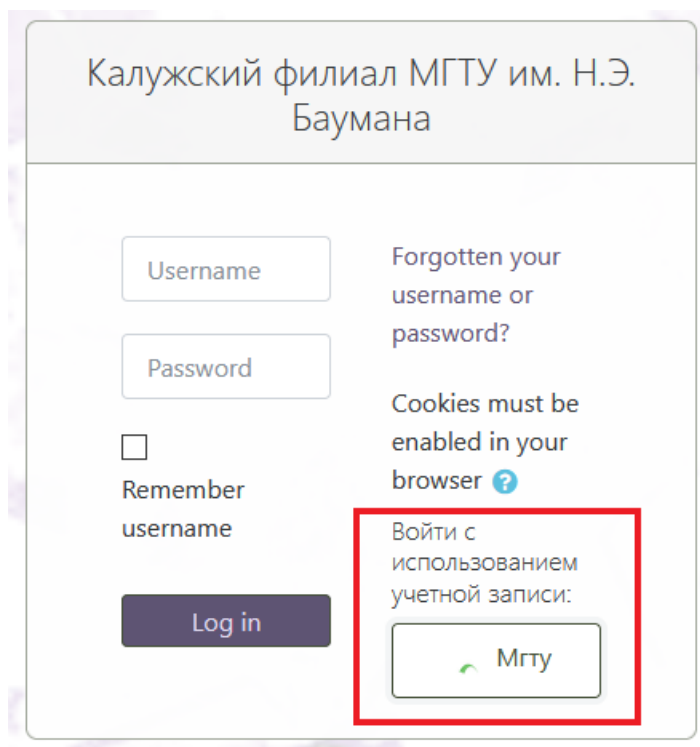 Калужский филиал МГТУ им. Н.Э.
Баумана
Username
Password
Remember
username
Log in
Forgotten your
username or
password?
Cookies must be
enabled in your
browser ?
Войти с
использованием
учетной записи:
Мгту